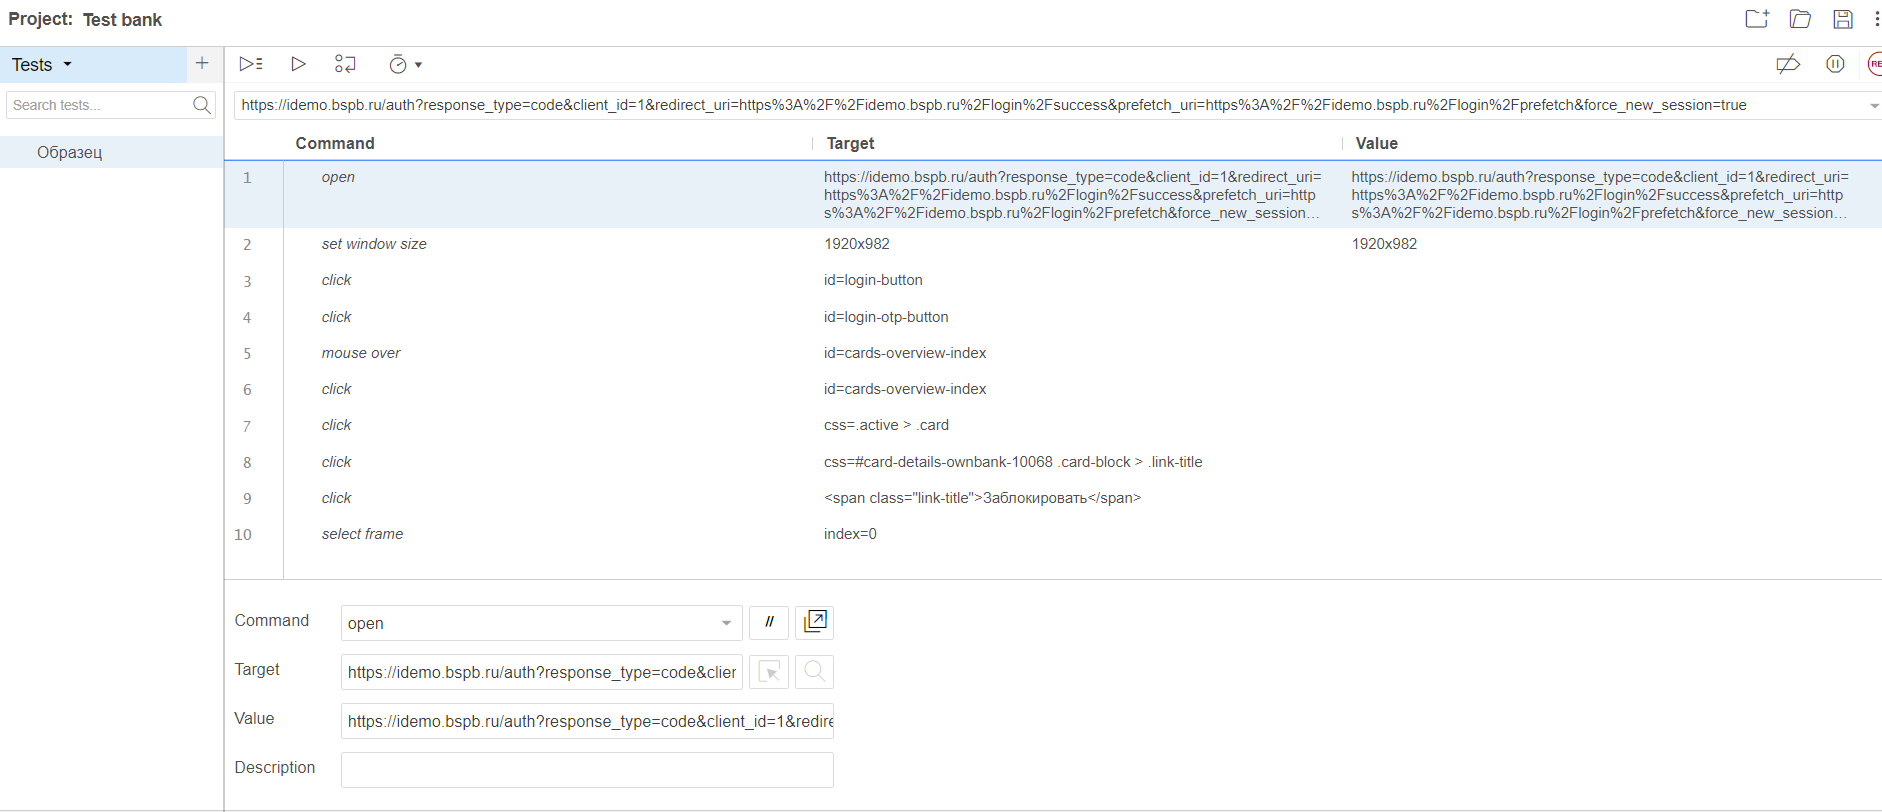 Project: Test bank
Tests
+
Search tests...
https://idemo.bspb.ru/auth?response_type=code&client_id=1&redirect_uri=https%3A%2F%2Fidemo.bspb.ru%2Flogin%2Fsuccess&prefetch_uri=https%3A%2F%2Fidemo.bspb.ru%2Flogin%2Fprefetch&force_new_session=true
Образец
Command Target Value
1 open
https://idemo.bspb.ru/auth?response_type=code&client_id=1&redirect_uri=
https%3A%2F%2Fidemo.bspb.ru%2Flogin%2Fsuccess&prefetch_uri=http
s%3A%2F%2Fidemo.bspb.ru%2Flogin%2Fprefetch&force_new_session...
https://idemo.bspb.ru/auth?response_type=code&client_id=1&redirect_uri=
https%3A%2F%2Fidemo.bspb.ru%2Flogin%2Fsuccess&prefetch_uri=http
s%3A%2F%2Fidemo.bspb.ru%2Flogin%2Fprefetch&force_new_session...
2 set window size 1920x982 1920x982
3 click id=login-button
4 click id=login-otp-button
5 mouse over id=cards-overview-index
6 click id=cards-overview-index
7 click css=.active > .card
8 click css=#card-details-ownbank-10068 .card-block > .link-title
9 click <span class="link-title">Заблокировать</span>
10 select frame index=0
Command open //
Target https://idemo.bspb.ru/auth?response_type=code&clier
Value https://idemo.bspb.ru/auth?response_type=code&client_id=1&redire
Description
RE